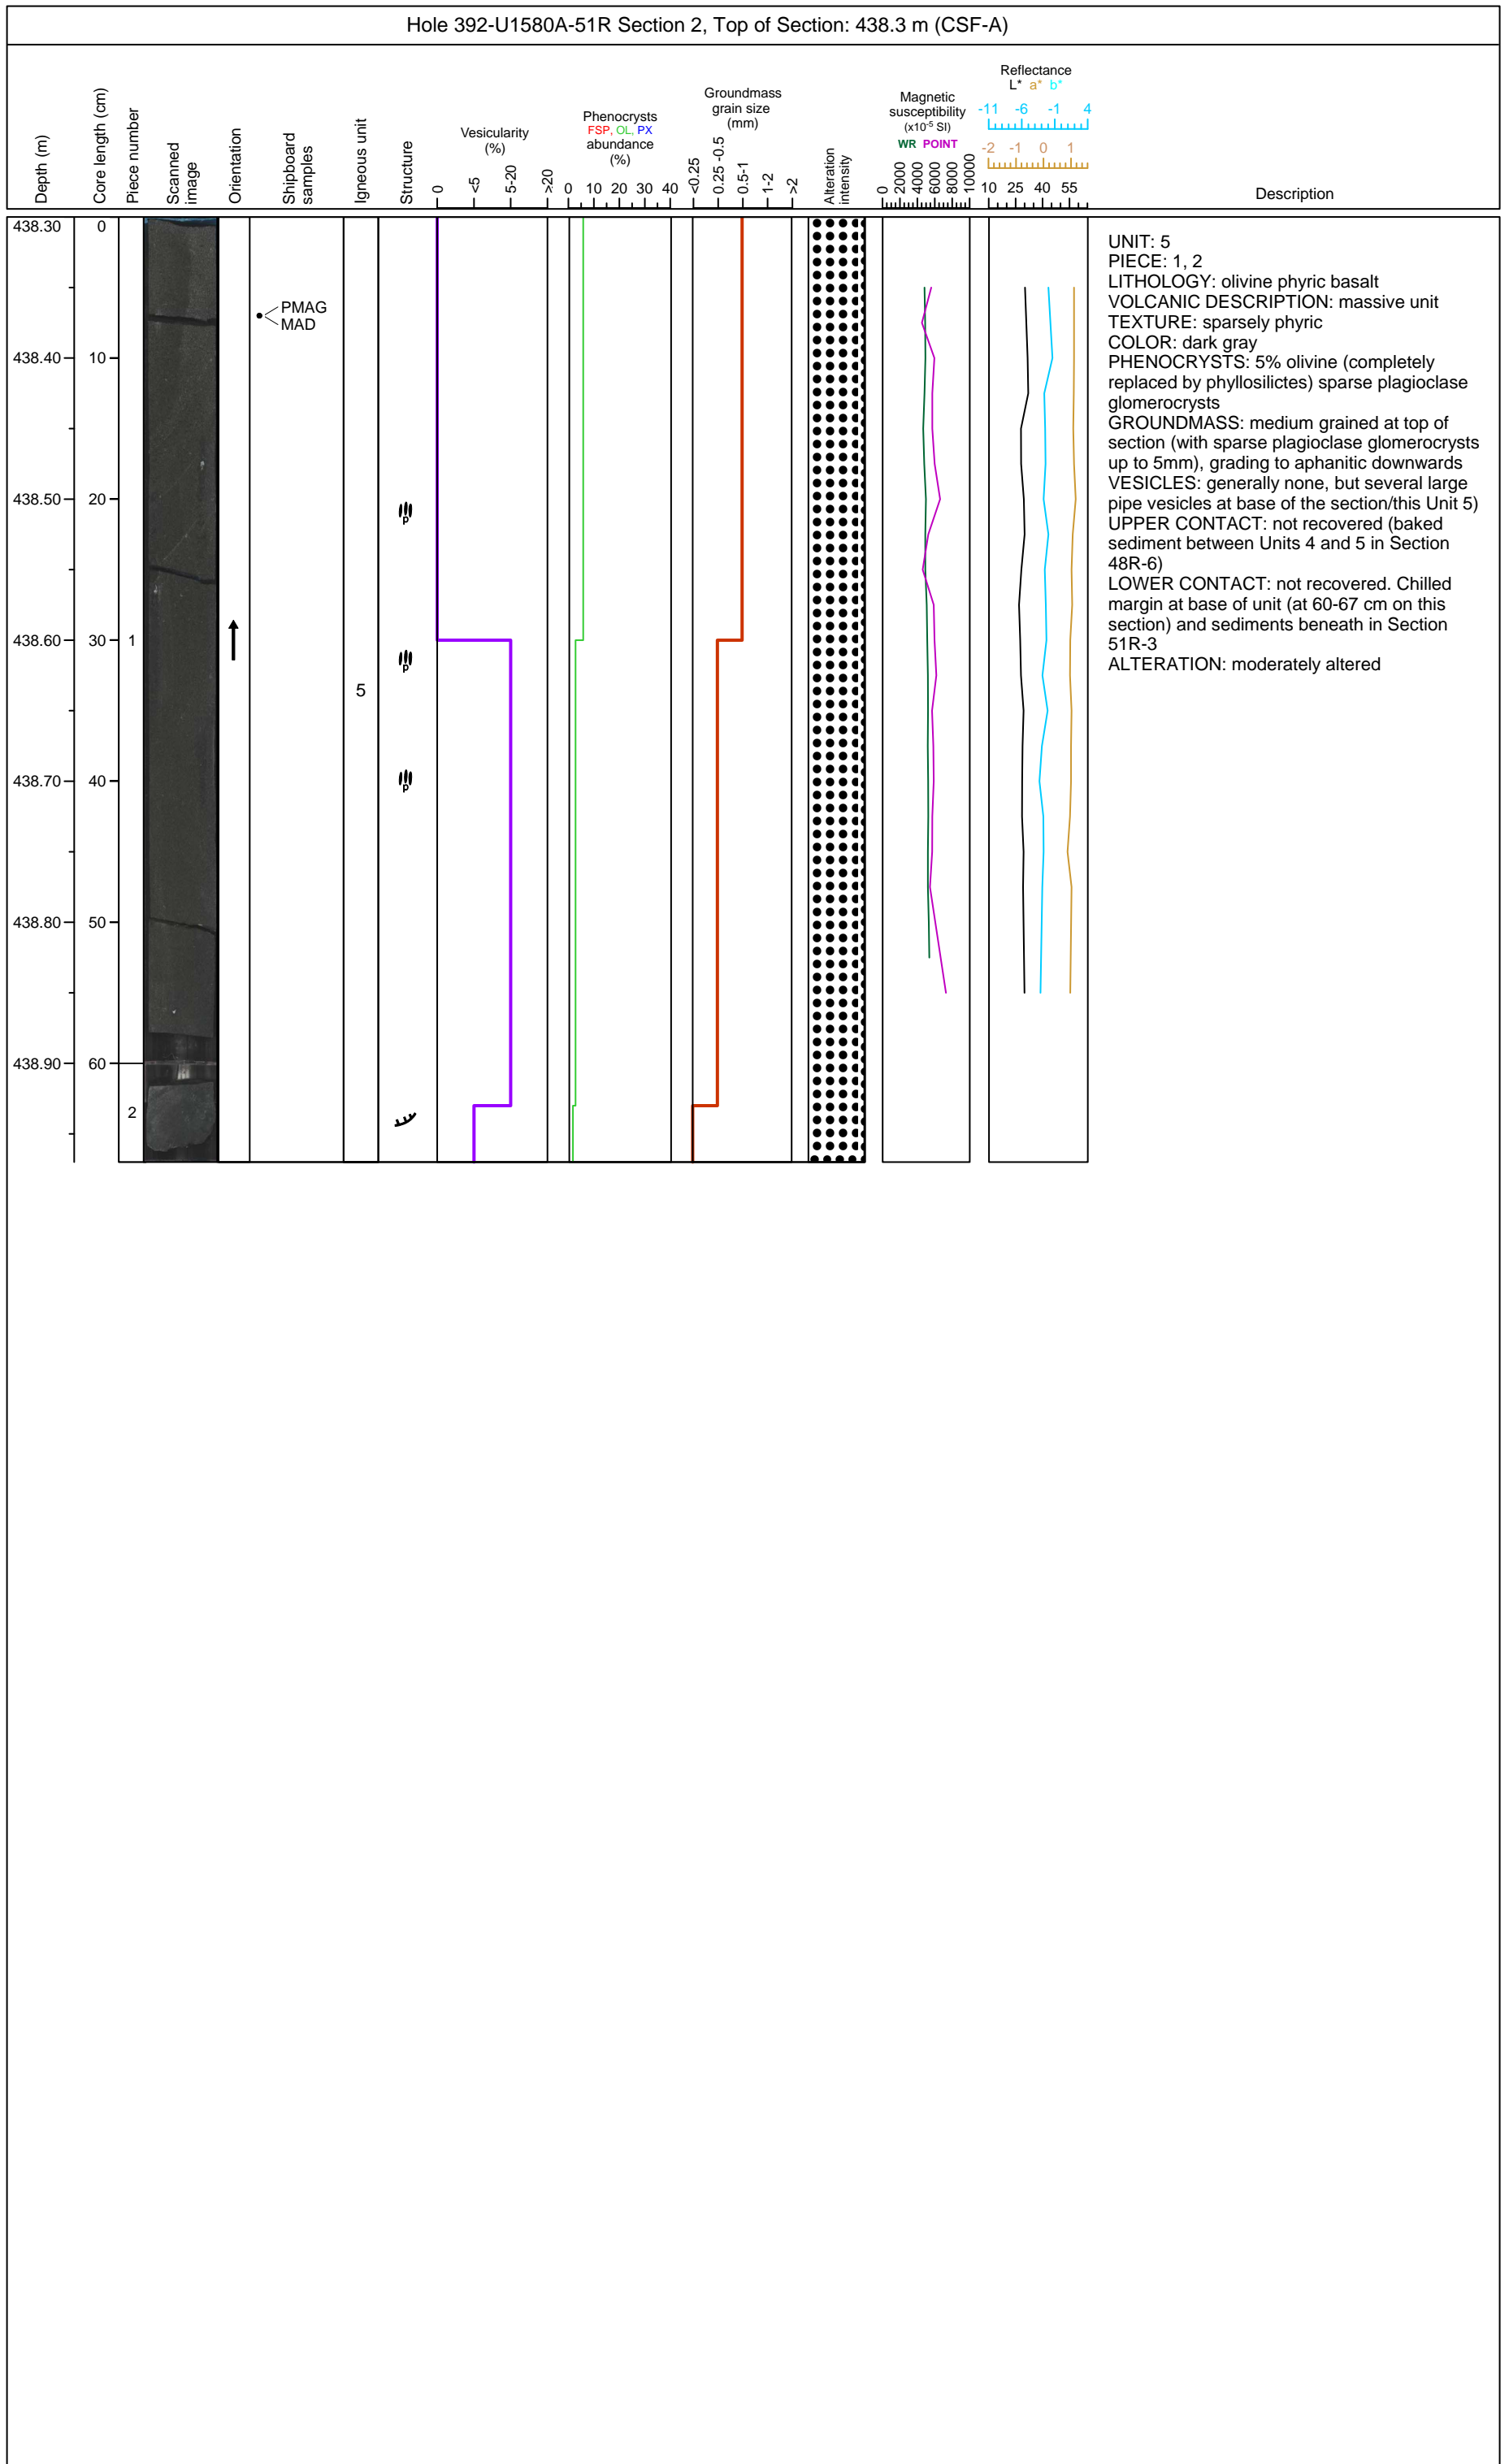 Hole 392-U1580A-51R Section 2, Top of Section: 438.3 m (CSF-A)
Depth (m)
Core length (cm)
Piece number
Scanned
image
Orientation
Shipboard
samples
Igneous unit
Structure
Vesicularity
(%)
0
<5
5-20
>20
Phenocrysts
FSP, OL, PX
abundance
(%)
0 10 20 30 40
Groundmass
grain size
(mm)
<0.25
0.25 -0.5
0.5-1
1-2
>2
Alteration
intensity
Magnetic
susceptibility
(x10-5 SI)
WR POINT
0
2000
4000
6000
8000
10000
Reflectance
L* a* b*
-11 -6 -1 4
-2 -1 0 1
10 25 40 55
Description
438.30 0
PMAG
MAD
438.40 10
438.50 20
p
438.60 30 1
p
5
438.70 40
p
438.80 50
438.90 60
2
UNIT: 5
PIECE: 1, 2
LITHOLOGY: olivine phyric basalt
VOLCANIC DESCRIPTION: massive unit
TEXTURE: sparsely phyric
COLOR: dark gray
PHENOCRYSTS: 5% olivine (completely
replaced by phyllosilictes) sparse plagioclase
glomerocrysts
GROUNDMASS: medium grained at top of
section (with sparse plagioclase glomerocrysts
up to 5mm), grading to aphanitic downwards
VESICLES: generally none, but several large
pipe vesicles at base of the section/this Unit 5)
UPPER CONTACT: not recovered (baked
sediment between Units 4 and 5 in Section
48R-6)
LOWER CONTACT: not recovered. Chilled
margin at base of unit (at 60-67 cm on this
section) and sediments beneath in Section
51R-3
ALTERATION: moderately altered